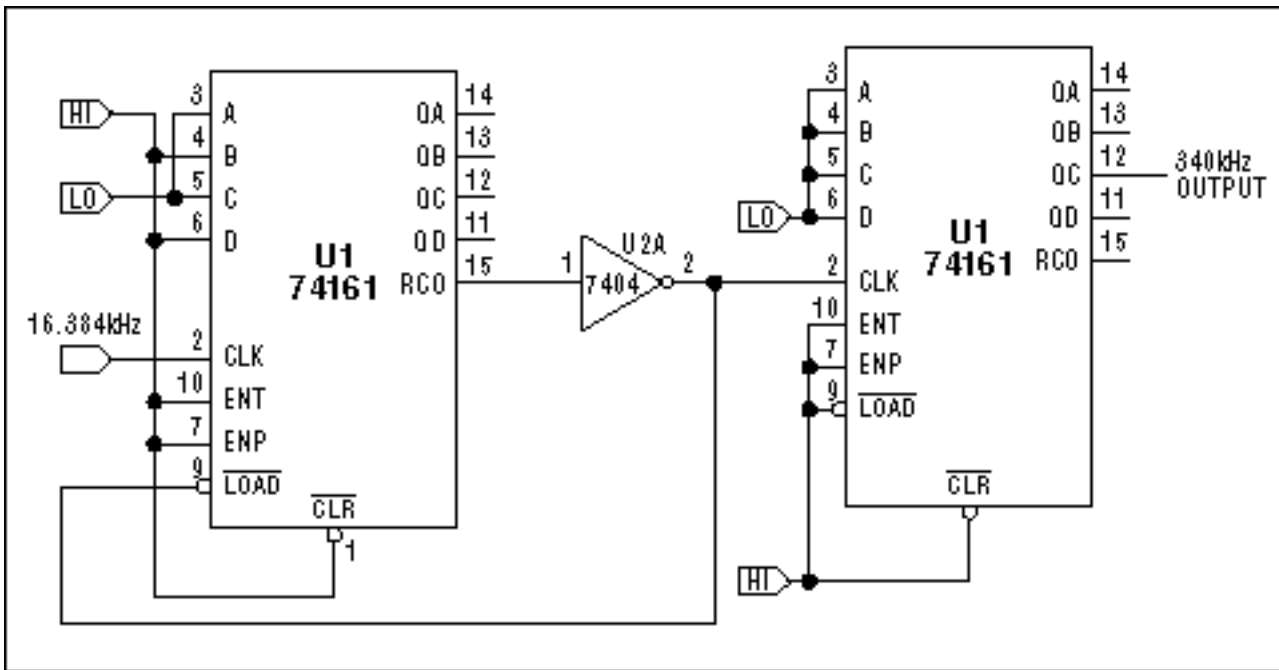 HI
LO
16.384kHz
3
4
5
6
2
10
7
9
A
B
C
D
CLK
ENT
ENP
LOAD
U1
74161
CLR
1
QA
QB
QC
QD
RCO
14
13
12
11
15
1
U2A
7404
2
LO
HI
3
4
5
6
2
10
7
9
A
B
C
D
CLK
ENT
ENP
LOAD
U1
74161
CLR
QA
QB
QC
QD
RCO
14
13
12
11
15
340kHz
OUTPUT